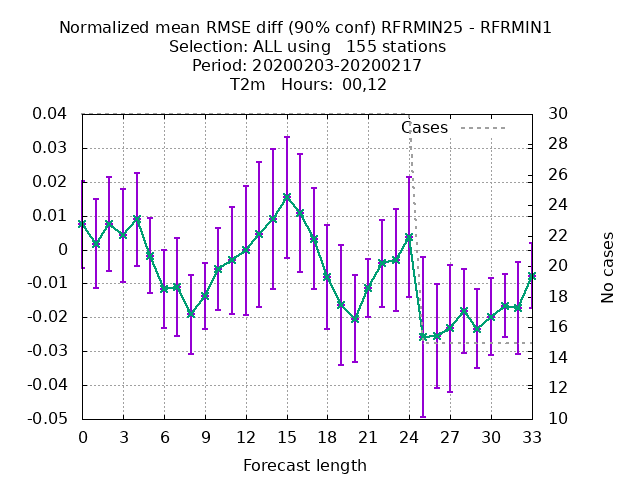 Normalized mean RMSE diff (90% conf) RFRMIN25 - RFRMIN1
Selection: ALL using 155 stations
Period: 20200203-20200217
T2m Hours: 00,12
Cases
0.04
0.03
0.02
0.01
0
-0.01
-0.02
-0.03
-0.04
-0.05
30
28
26
24
22
20
18
16
14
12
10
No cases
0 3 6 9 12 15 18 21 24 27 30 33
Forecast length